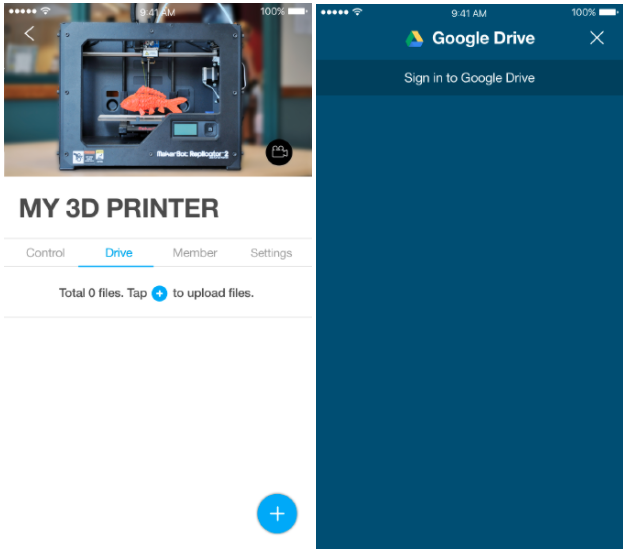 9:41 AM 100%
MakerBot Replicator 2
MY 3D PRINTER
Control Drive Member Settings
Total 0 files. Tap + to upload files.
+
9:41 AM 100%
Google Drive
Sign in to Google Drive